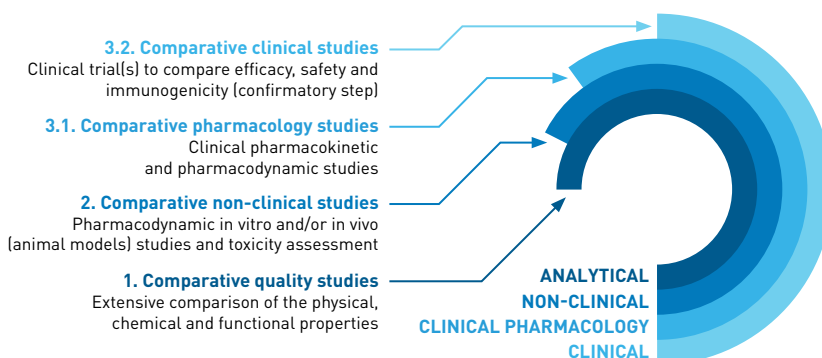 3.2. Comparative clinical studies
Clinical trial(s) to compare efficacy, safety and
immunogenicity (confirmatory step)
3.1. Comparative pharmacology studies
Clinical pharmacokinetic
and pharmacodynamic studies
2. Comparative non-clinical studies
Pharmacodynamic in vitro and/or in vivo
(animal models) studies and toxicity assessment
1. Comparative quality studies
Extensive comparison of the physical,
chemical and functional properties
ANALYTICAL
NON-CLINICAL
CLINICAL PHARMACOLOGY
CLINICAL